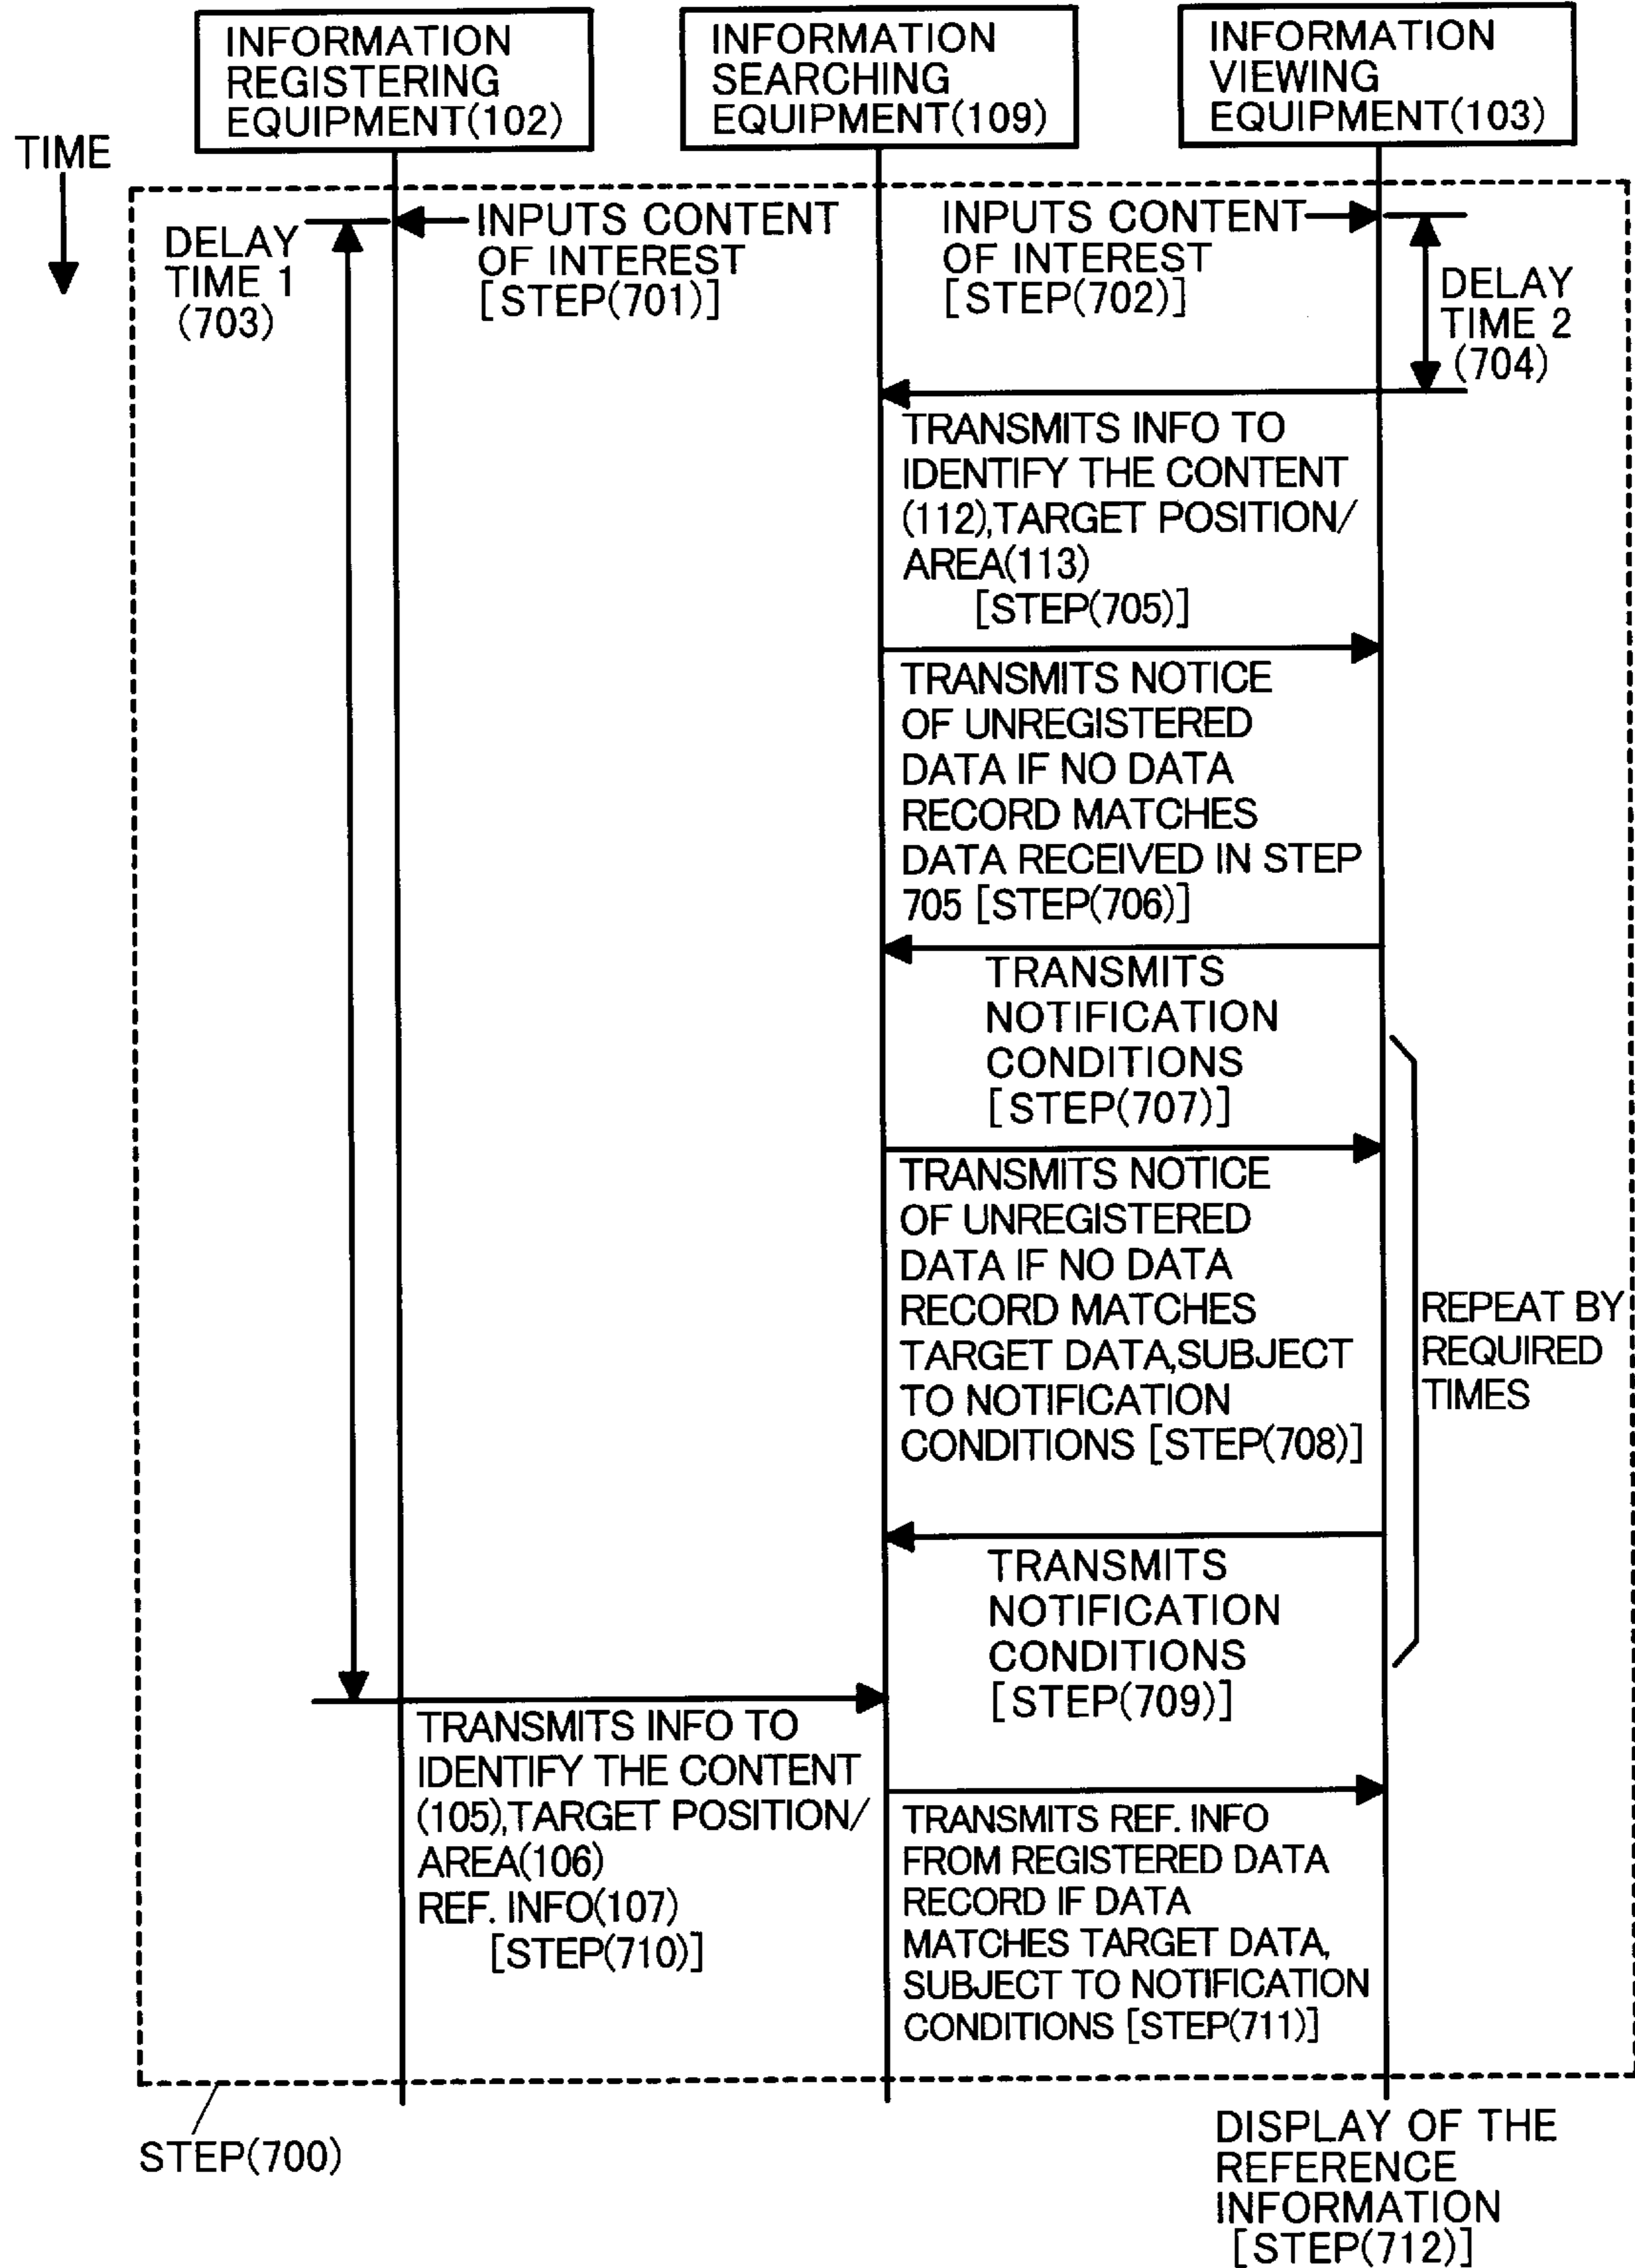 INFORMATION
REGISTERING
EQUIPMENT(102)
INFORMATION
SEARCHING
EQUIPMENT(109)
INFORMATION
VIEWING
EQUIPMENT(103)
TIME
DELAY
TIME 1
(703)
INPUTS CONTENT
OF INTEREST
[STEP(701)]
INPUTS CONTENT
OF INTEREST
[STEP(702)]
DELAY
TIME 2
(704)
TRANSMITS INFO TO
IDENTIFY THE CONTENT
(112),TARGET POSITION/
AREA(113)
[STEP(705)]
TRANSMITS NOTICE
OF UNREGISTERED
DATA IF NO DATA
RECORD MATCHES
DATA RECEIVED IN STEP
705 [STEP(706)]
TRANSMITS
NOTIFICATION
CONDITIONS
[STEP(707)]
TRANSMITS NOTICE
OF UNREGISTERED
DATA IF NO DATA
RECORD MATCHES
TARGET DATA,SUBJECT
TO NOTIFICATION
CONDITIONS [STEP(708)]
REPEAT BY
REQUIRED
TIMES
TRANSMITS
NOTIFICATION
CONDITIONS
[STEP(709)]
TRANSMITS INFO TO
IDENTIFY THE CONTENT
(105),TARGET POSITION/
AREA(106)
REF. INFO(107)
[STEP(710)]
TRANSMITS REF. INFO
FROM REGISTERED DATA
RECORD IF DATA
MATCHES TARGET DATA,
SUBJECT TO NOTIFICATION
CONDITIONS [STEP(711)]
STEP(700)
DISPLAY OF THE
REFERENCE
INFORMATION
[STEP(712)]